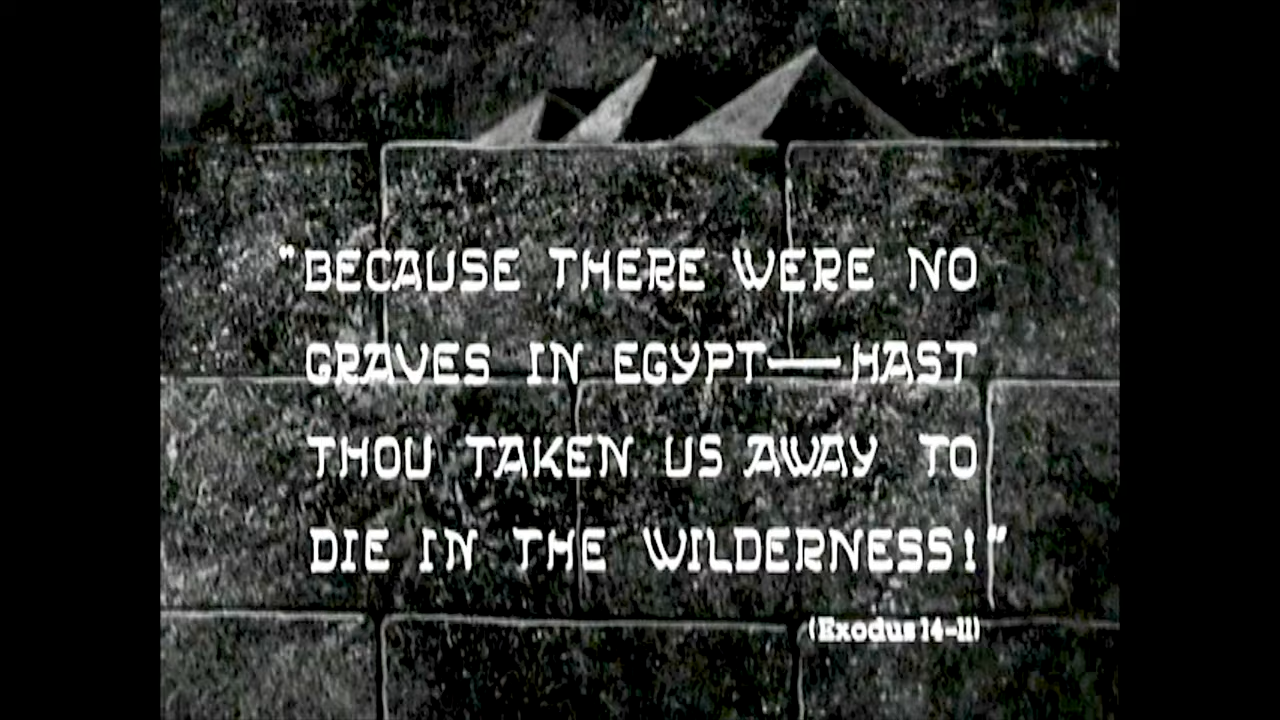 "BECAUSE THERE WERE NO
GRAVES IN EGYPT—HAST
THOU TAKEN US AWAY TO
DIE IN THE WILDERNESS!"
(Exodus 14-11)